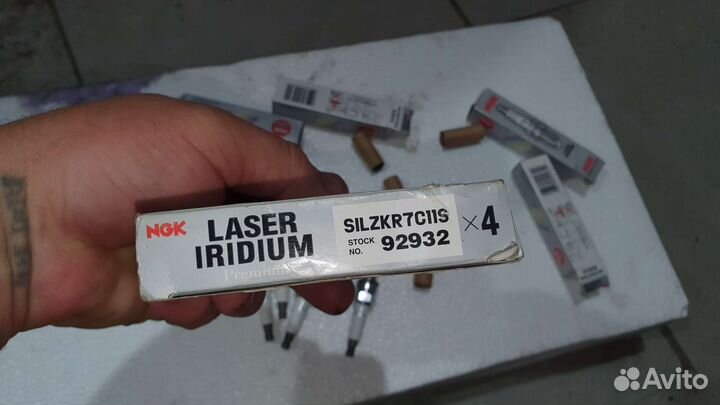 NGK
LASER
IRIDIUM
Premium
SILZKR7C11S
STOCK NO. 92932
×4
Avito